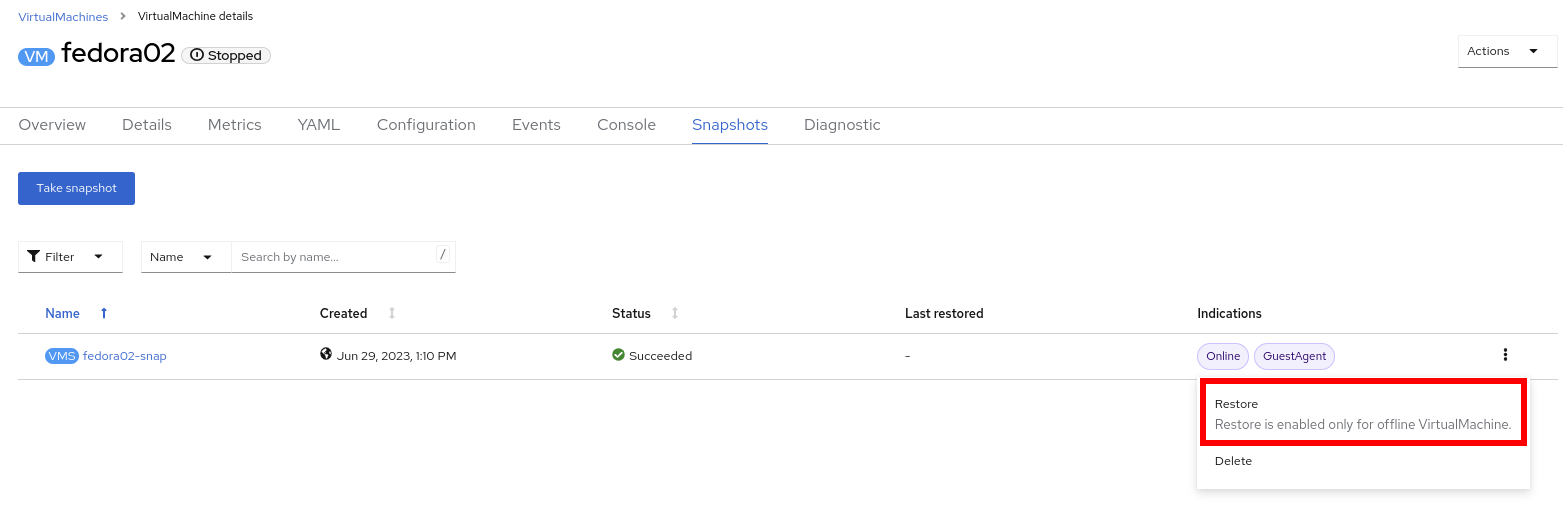 VirtualMachines > VirtualMachine details
VM fedora02 Stopped
Actions
Overview Details Metrics YAML Configuration Events Console Snapshots Diagnostic
Take snapshot
Filter Name Search by name... /
Name Created Status Last restored Indications
VMS fedora02-snap Jun 29, 2023, 1:10 PM Succeeded - Online GuestAgent
Restore
Restore is enabled only for offline VirtualMachine.
Delete